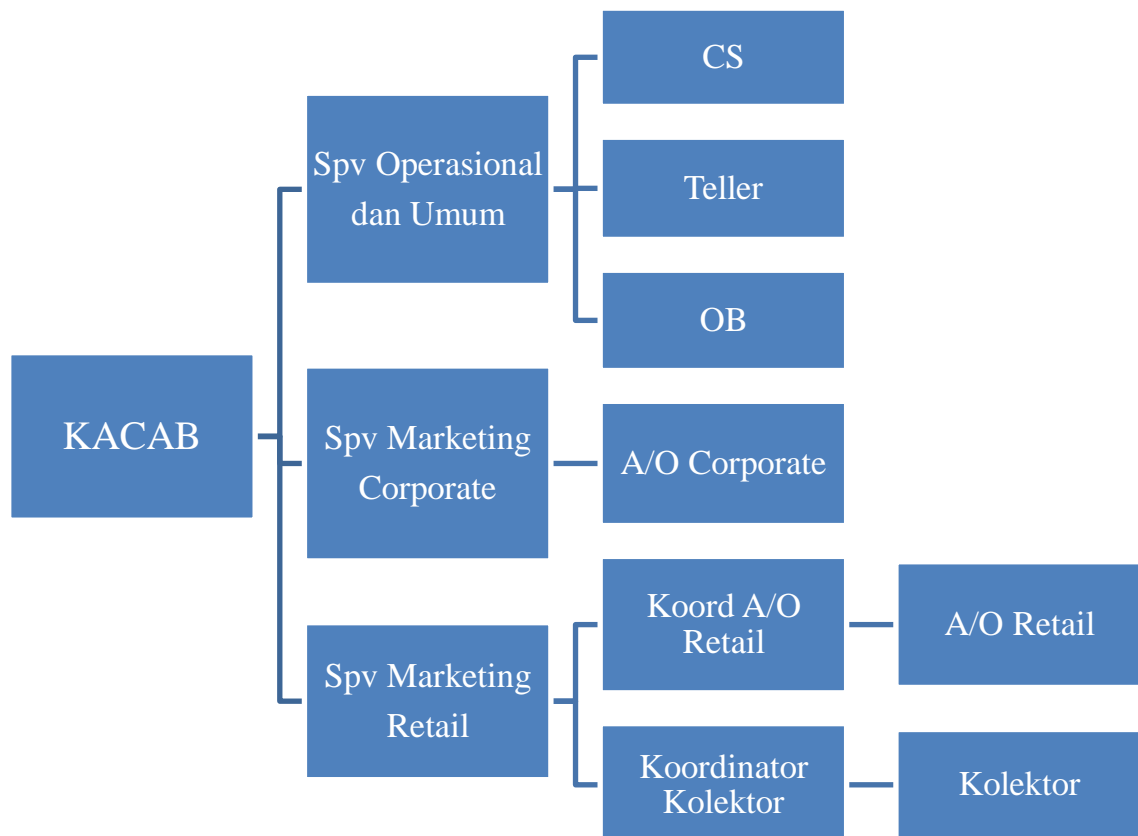 KACAB
Spv Operasional
dan Umum
CS
Teller
OB
Spv Marketing
Corporate
A/O Corporate
Spv Marketing
Retail
Koord A/O
Retail
A/O Retail
Koordinator
Kolektor
Kolektor